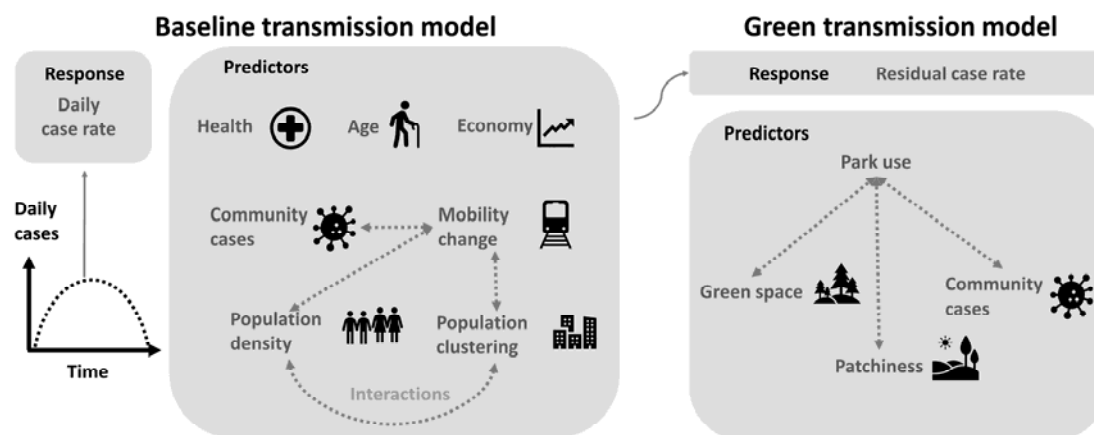 Baseline transmission model
Green transmission model
Response
Daily
case rate
Daily
cases
Time
Predictors
Health
Age
Economy
Community
cases
Mobility
change
Population
density
Population
clustering
Interactions
Response
Residual case rate
Predictors
Park use
Green space
Community
cases
Patchiness